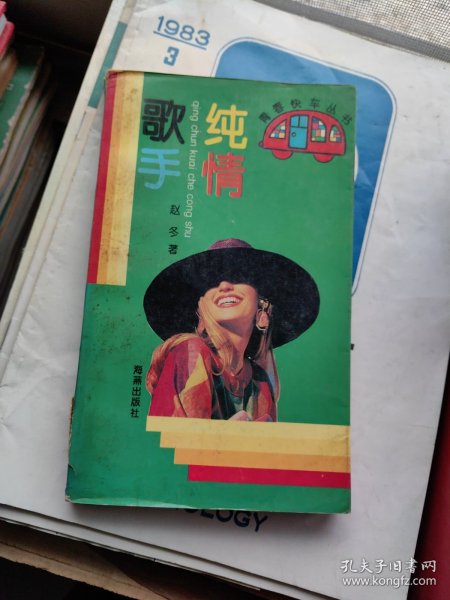 1983
3
青春快车丛书
纯情
歌手
qing chun kuai che cong shu
赵冬 著
海燕出版社
OLOGY
孔夫子旧书网
www.kongfz.com